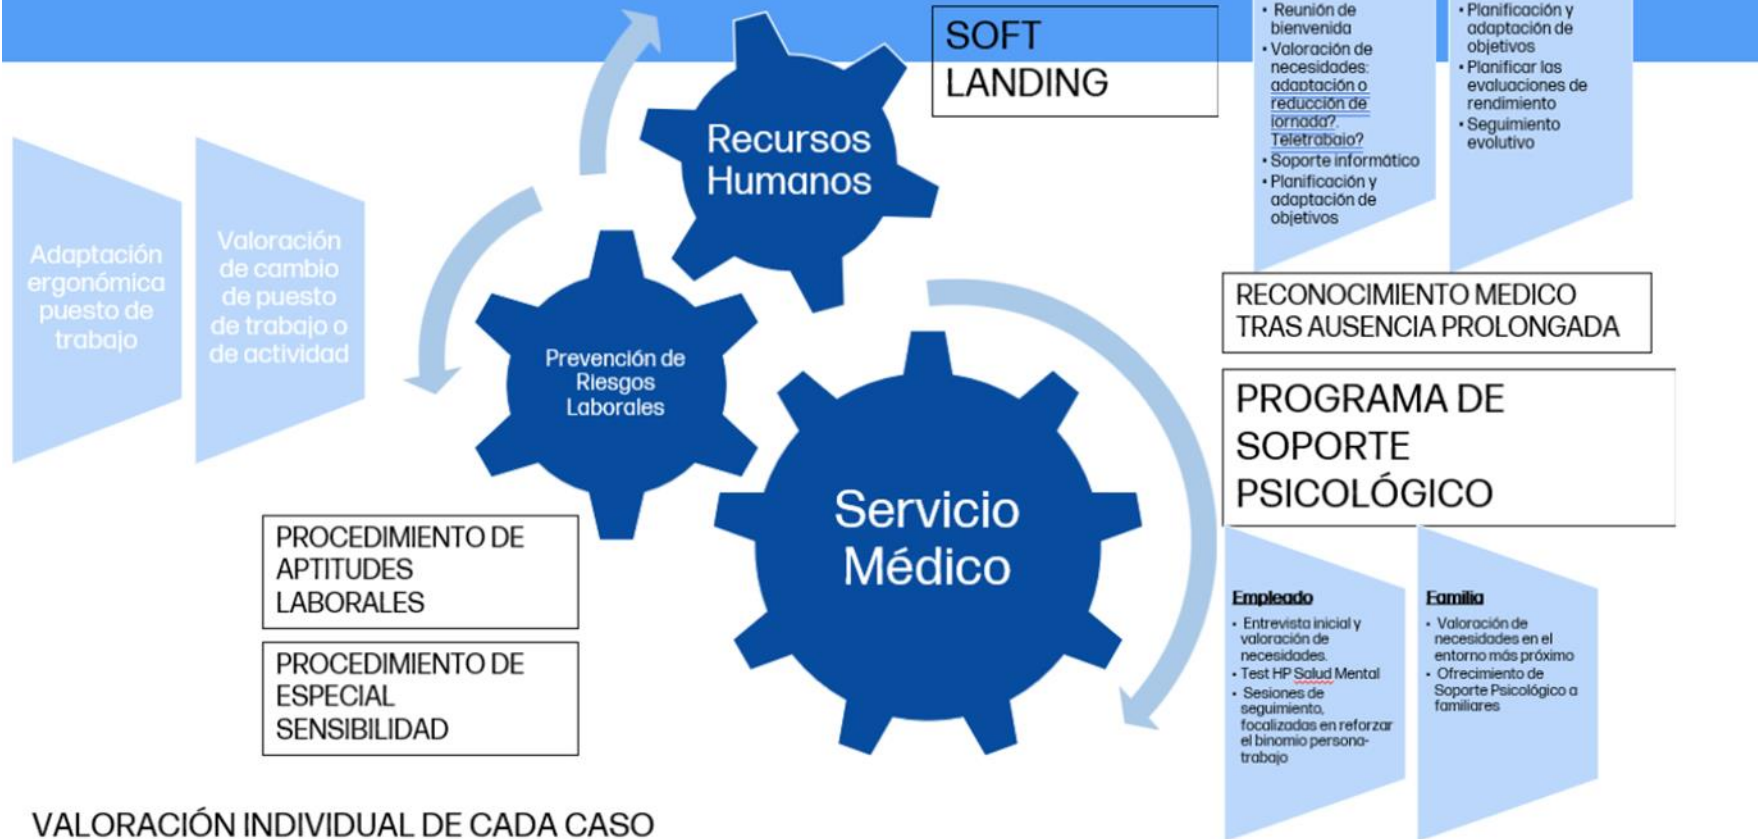 SOFT
LANDING
• Reunión de
bienvenida
• Valoración de
necesidades:
adaptación o
reducción de
jornada?.
Teletrabajo?
• Soporte informático
• Planificación y
adaptación de
objetivos
• Planificación y
adaptación de
objetivos
• Planificar las
evaluaciones de
rendimiento
• Seguimiento
evolutivo
Recursos
Humanos
Adaptación
ergonómica
puesto de
trabajo
Valoración
de cambio
de puesto
de trabajo o
de actividad
Prevención de
Riesgos
Laborales
RECONOCIMIENTO MEDICO
TRAS AUSENCIA PROLONGADA
PROGRAMA DE
SOPORTE
PSICOLÓGICO
Servicio
Médico
PROCEDIMIENTO DE
APTITUDES
LABORALES
PROCEDIMIENTO DE
ESPECIAL
SENSIBILIDAD
Empleado
• Entrevista inicial y
valoración de
necesidades.
• Test HP Salud Mental
• Sesiones de
seguimiento,
focalizadas en reforzar
el binomio persona-
trabajo
Familia
• Valoración de
necesidades en el
entorno más próximo
• Ofrecimiento de
Soporte Psicológico a
familiares
VALORACIÓN INDIVIDUAL DE CADA CASO